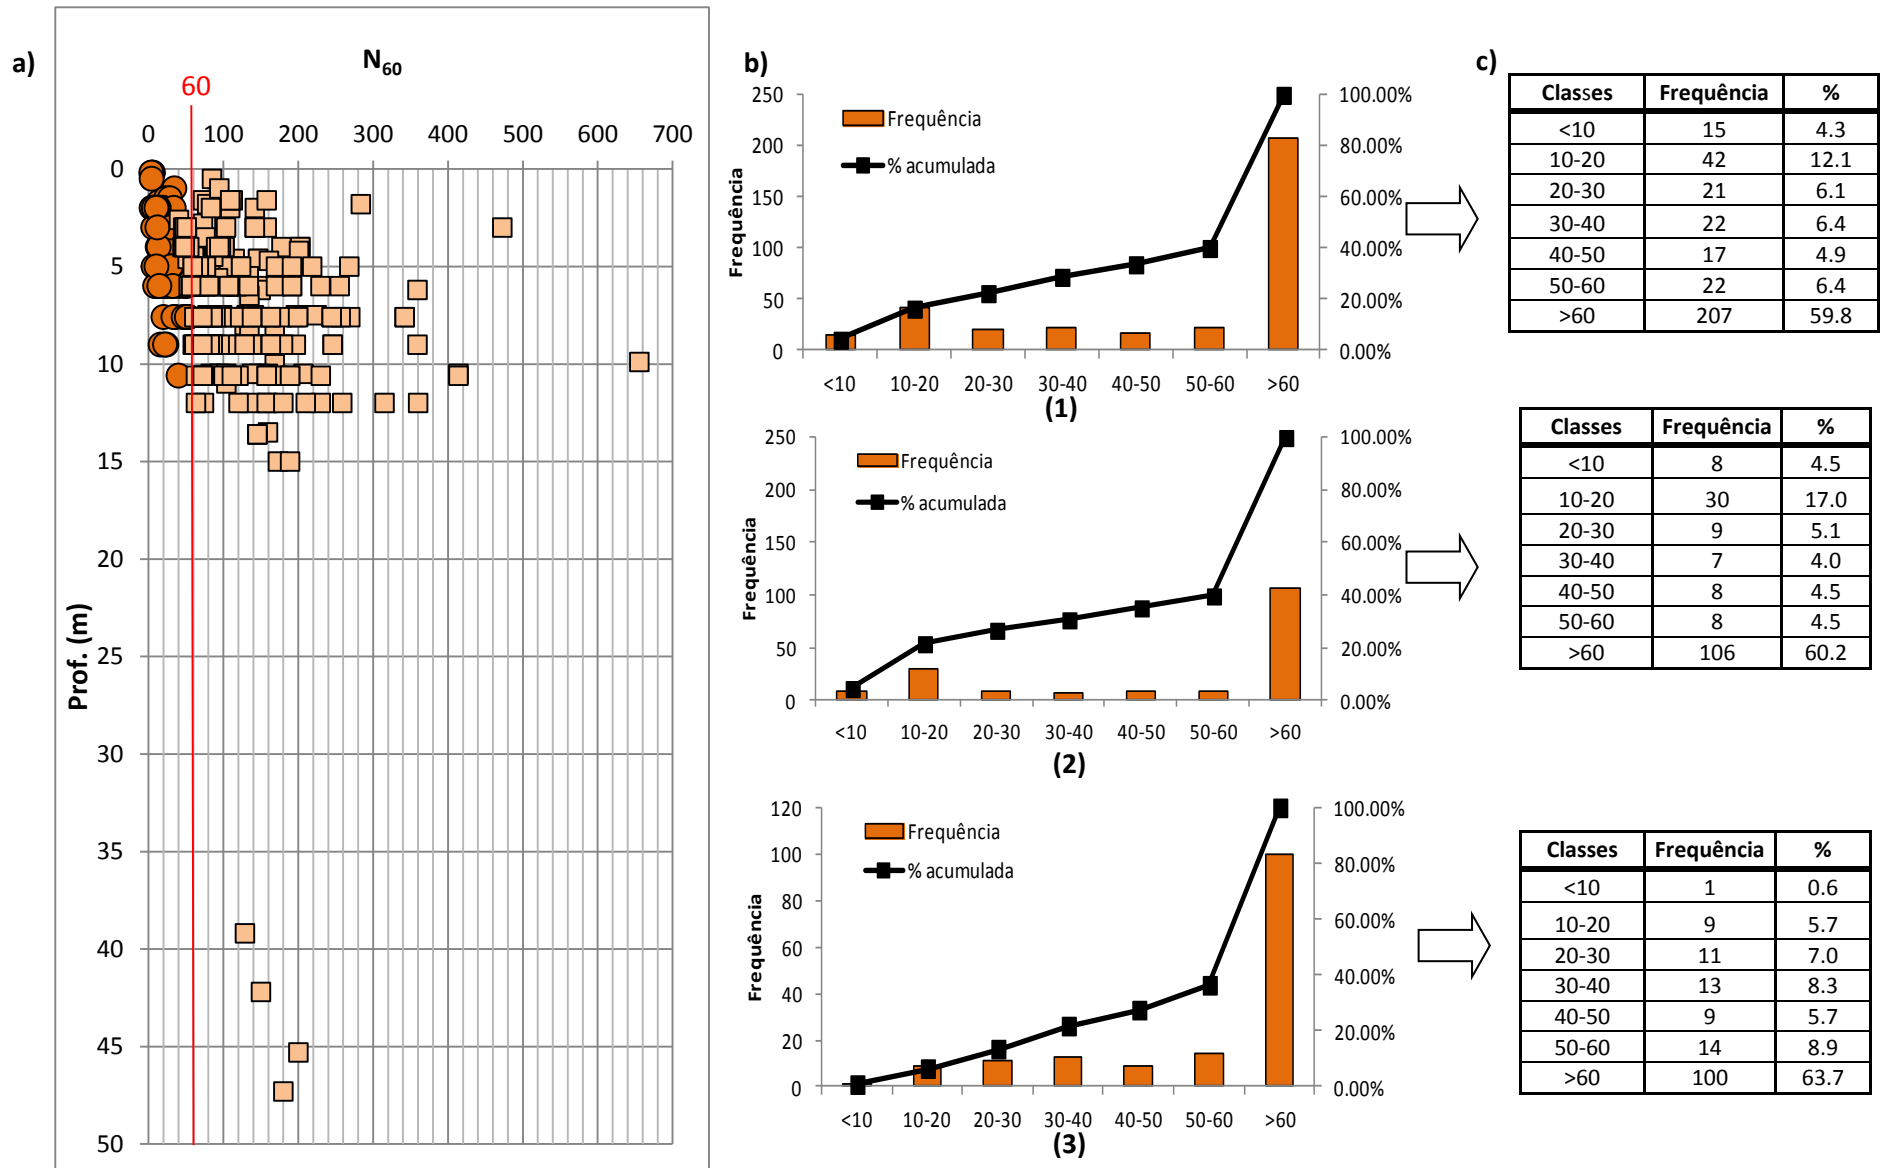 a)
N60
60
0 100 200 300 400 500 600 700
0
5
10
15
20
25
30
35
40
45
50
Prof. (m)
b)
250
200
150
100
50
0
Frequência
Frequência
% acumulada
100.00%
80.00%
60.00%
40.00%
20.00%
0.00%
<10 10-20 20-30 30-40 40-50 50-60 >60
(1)
250
200
150
100
50
0
Frequência
Frequência
% acumulada
100.00%
80.00%
60.00%
40.00%
20.00%
0.00%
<10 10-20 20-30 30-40 40-50 50-60 >60
(2)
120
100
80
60
40
20
0
Frequência
Frequência
% acumulada
100.00%
80.00%
60.00%
40.00%
20.00%
0.00%
<10 10-20 20-30 30-40 40-50 50-60 >60
(3)
c)
Classes Frequência %
<10 15 4.3
10-20 42 12.1
20-30 21 6.1
30-40 22 6.4
40-50 17 4.9
50-60 22 6.4
>60 207 59.8
Classes Frequência %
<10 8 4.5
10-20 30 17.0
20-30 9 5.1
30-40 7 4.0
40-50 8 4.5
50-60 8 4.5
>60 106 60.2
Classes Frequência %
<10 1 0.6
10-20 9 5.7
20-30 11 7.0
30-40 13 8.3
40-50 9 5.7
50-60 14 8.9
>60 100 63.7